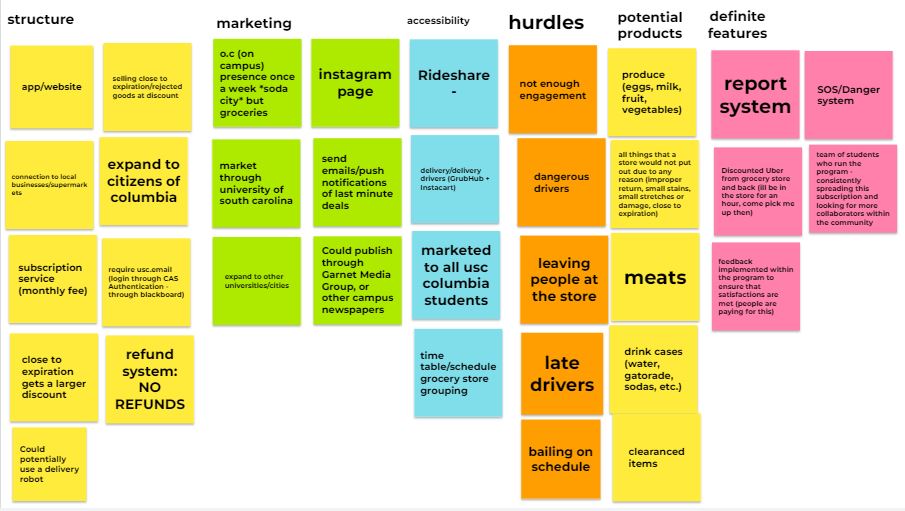 structure
app/website
selling close to
expiration/rejected
goods at discount
connection to local
businesses/supermark
ets
expand to
citizens of
columbia
subscription
service
(monthly fee)
require usc.email
(login through CAS
Authentication -
through blackboard)
close to
expiration
gets a larger
discount
refund
system:
NO
REFUNDS
Could
potentially
use a delivery
robot
marketing
o.c (on
campus)
presence once
a week *soda
city* but
groceries
instagram
page
market
through
university of
south carolina
send
emails/push
notifications
of last minute
deals
expand to other
universities/cities
Could publish
through
Garnet Media
Group, or
other campus
newspapers
accessibility
Rideshare
-
delivery/delivery
drivers (GrubHub +
Instacart)
marketed
to all usc
columbia
students
time
table/schedule
grocery store
grouping
hurdles
not enough
engagement
dangerous
drivers
leaving
people at
the store
late
drivers
bailing on
schedule
potential
products
produce
(eggs, milk,
fruit,
vegetables)
all things that a
store would not put
out due to any
reason (improper
return, small stains,
small stretches or
damage, close to
expiration)
meats
drink cases
(water,
gatorade,
sodas, etc.)
clearanced
items
definite
features
report
system
SOS/Danger
system
Discounted Uber
from grocery store
and back (ill be in
the store for an
hour, come pick me
up then)
team of students
who run the
program -
consistently
spreading this
subscription and
looking for more
collaborators within
the community
feedback
implemented within
the program to
ensure that
satisfactions are
met (people are
paying for this)